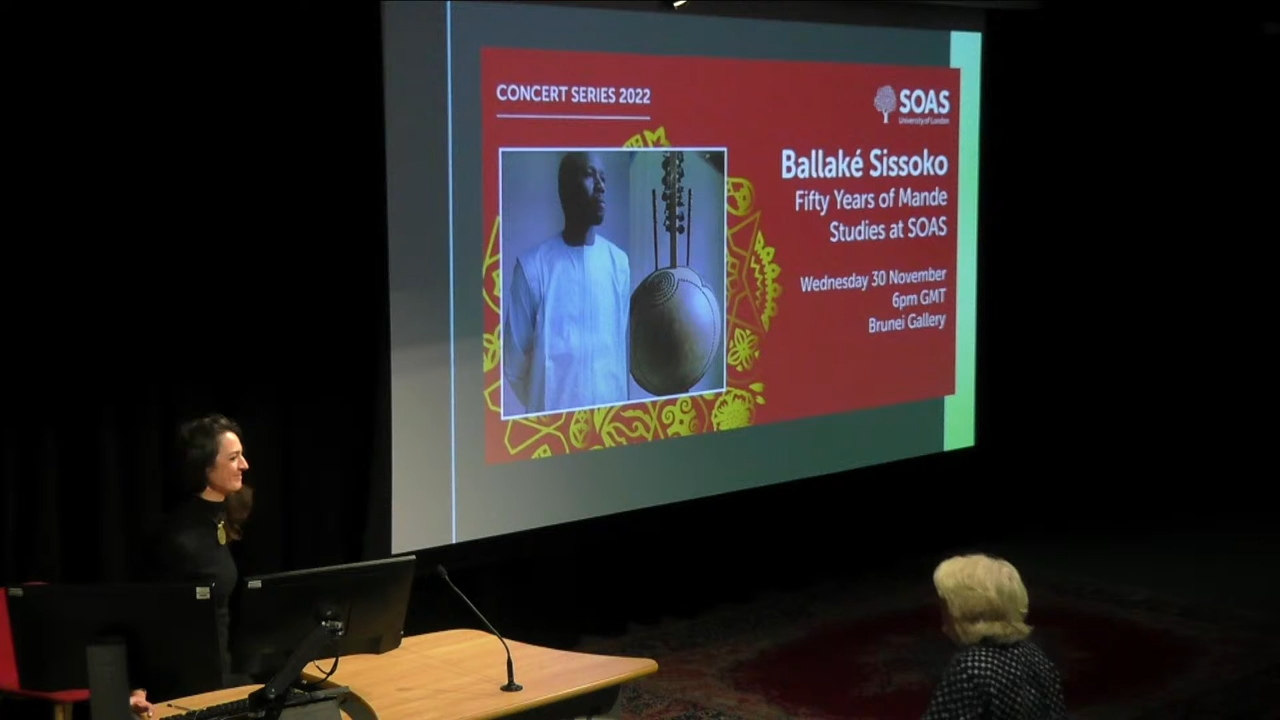 CONCERT SERIES 2022
SOAS
University of London
Ballaké Sissoko
Fifty Years of Mande
Studies at SOAS
Wednesday 30 November
6pm GMT
Brunei Gallery